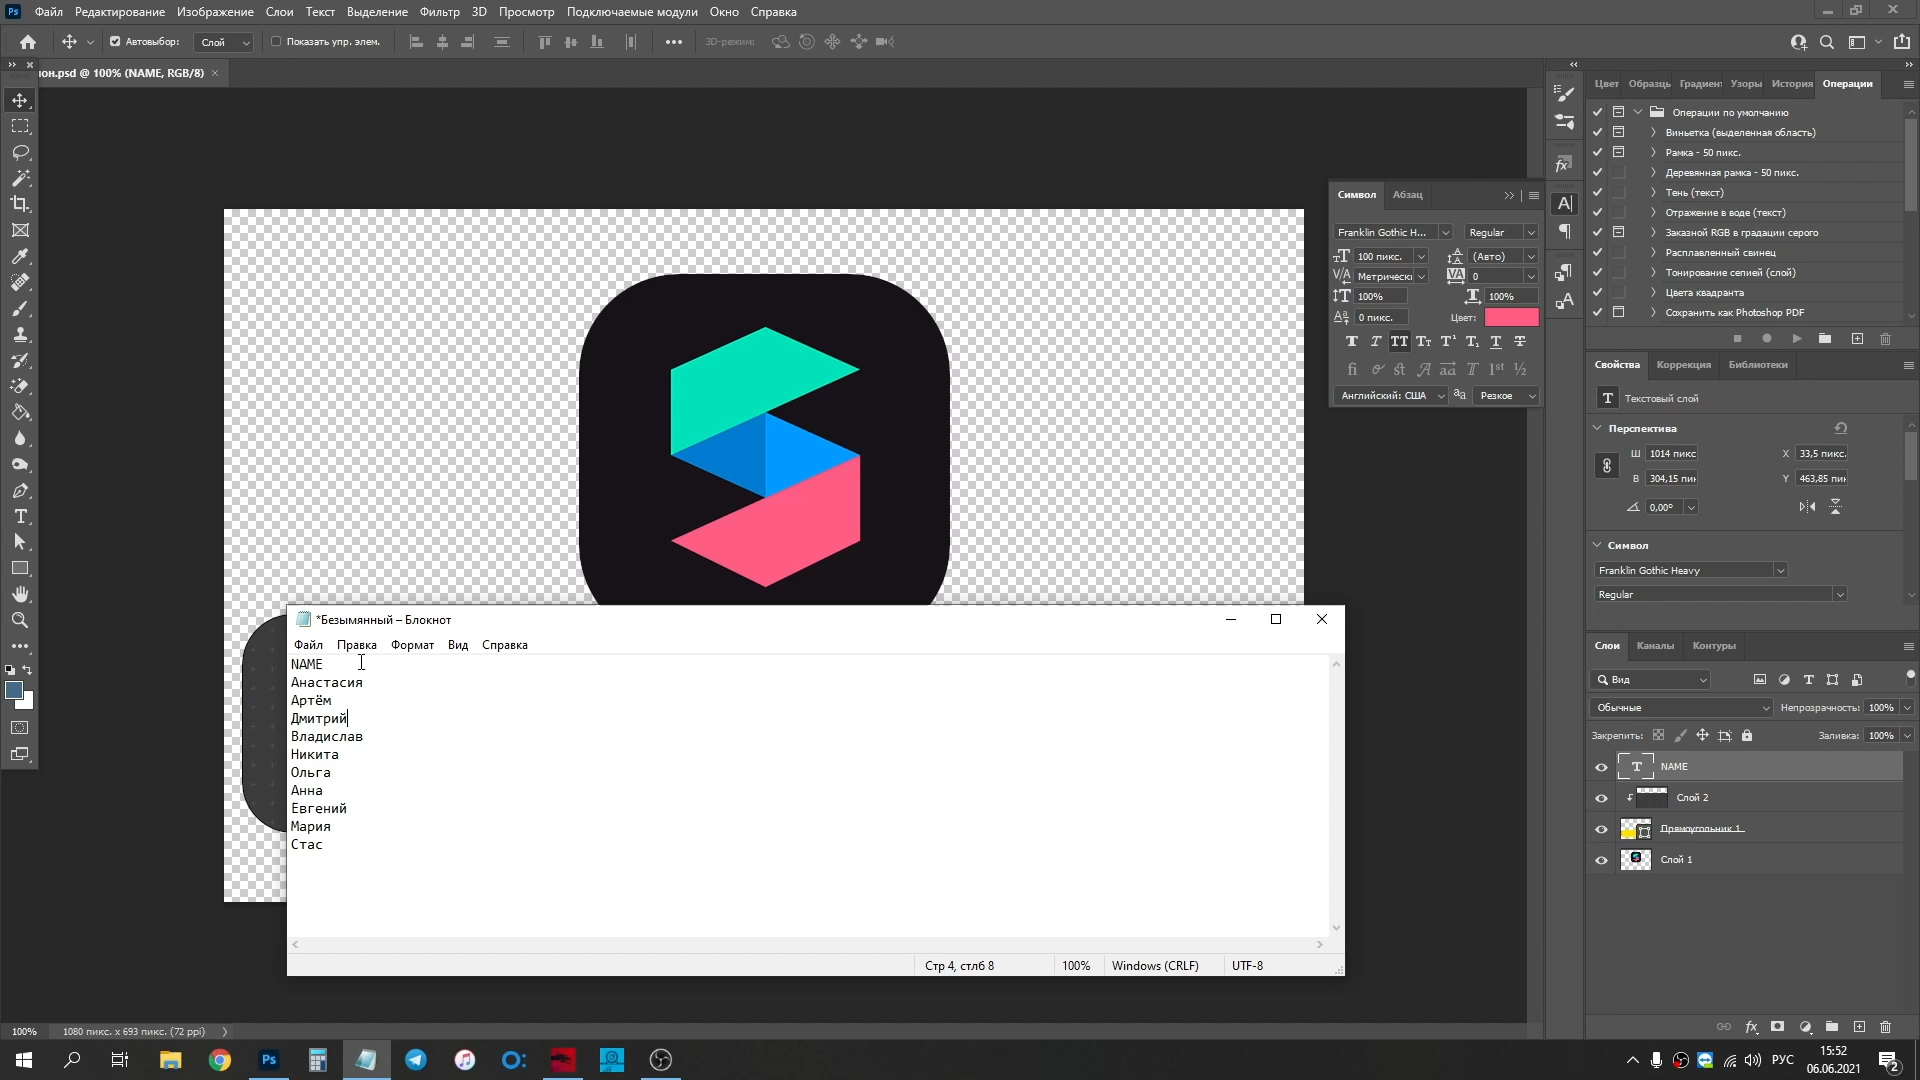 Ps Файл Редактирование Изображение Слои Текст Выделение Фильтр 3D Просмотр Подключаемые модули Окно Справка
Автовыбор: Слой Показать упр. элем. 3D-режим:
юн.psd @ 100% (NAME, RGB/8)
Цвет Образць Градиен Узоры История Операции
Операции по умолчанию
Виньетка (выделенная область)
Рамка - 50 пикс.
Деревянная рамка - 50 пикс.
Тень (текст)
Отражение в воде (текст)
Заказной RGB в градации серого
Расплавленный свинец
Тонирование сепией (слой)
Цвета квадранта
Сохранить как Photoshop PDF
Символ Абзац
Franklin Gothic H... Regular
100 пикс. (Авто)
Метрически 0
100% 100%
0 пикс. Цвет:
Английский: США Резкое
Свойства Коррекция Библиотеки
Текстовый слой
Перспектива
Ш 1014 пикс X 33,5 пикс.
В 304,15 пи Y 463,85 пи
0,00°
Символ
Franklin Gothic Heavy
Regular
Слои Каналы Контуры
Вид
Обычные Непрозрачность: 100%
Закрепить: Заливка: 100%
NAME
Слой 2
Прямоугольник 1
Слой 1
*Безымянный – Блокнот
Файл Правка Формат Вид Справка
NAME
Анастасия
Артём
Дмитрий
Владислав
Никита
Ольга
Анна
Евгений
Мария
Стас
Стр 4, стлб 8 100% Windows (CRLF) UTF-8
100% 1080 пикс. x 693 пикс. (72 ppi)
Ps РУС 15:52
06.06.2021 2